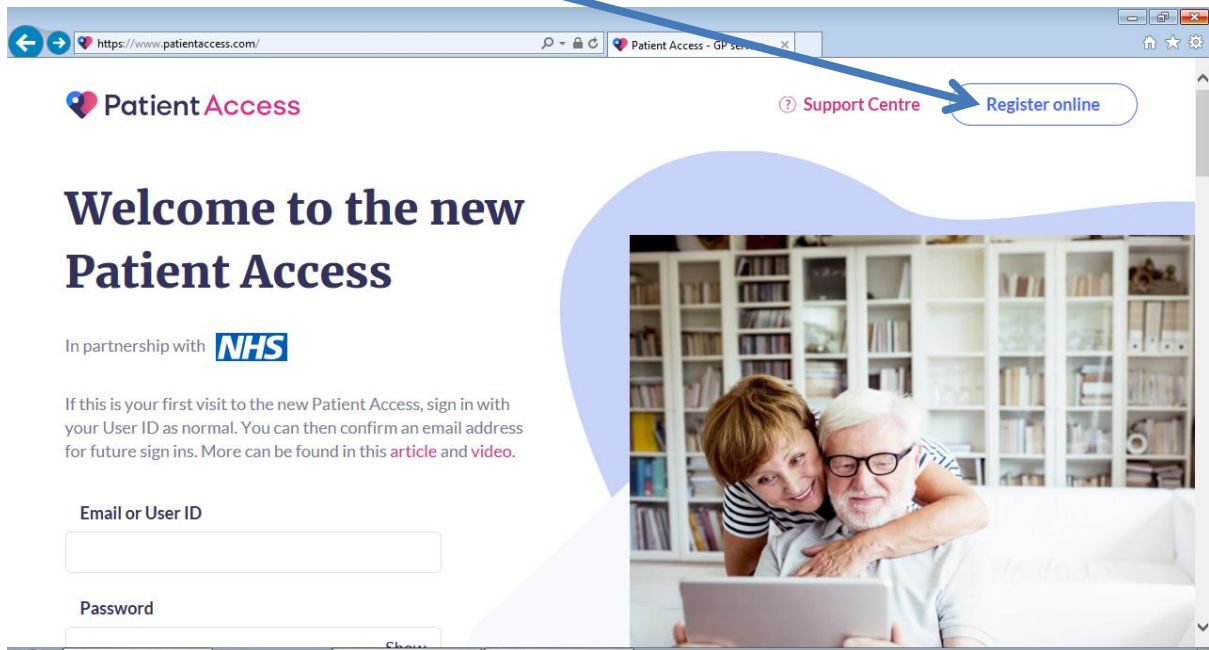 https://www.patientaccess.com/
Patient Access - GP
Patient Access
Support Centre
Register online
Welcome to the new
Patient Access
In partnership with NHS
If this is your first visit to the new Patient Access, sign in with
your User ID as normal. You can then confirm an email address
for future sign ins. More can be found in this article and video.
Email or User ID
Password
Show